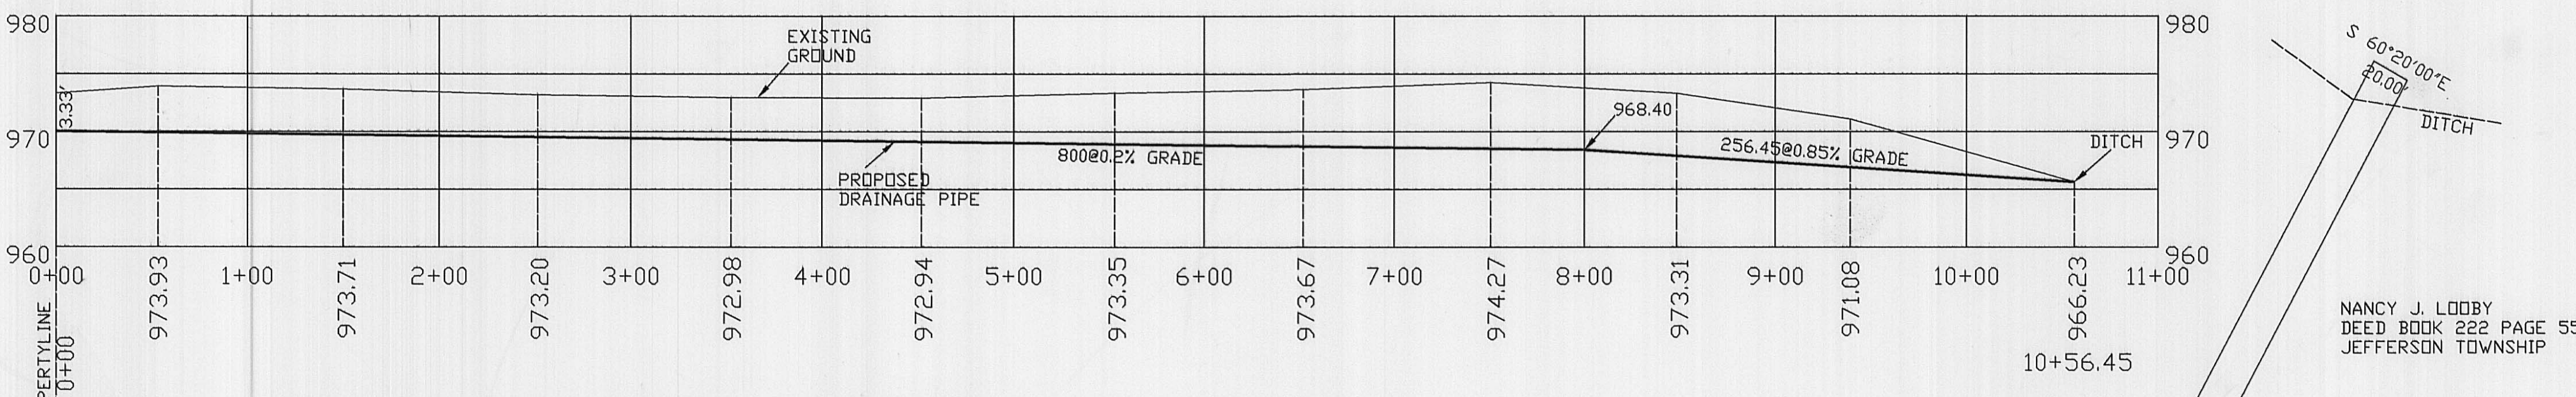 980
980
EXISTING
GROUND
S 60°20'00"E
20.00'
3.33'
968.40
970
970
800@0.2% GRADE
256.45@0.85% GRADE
DITCH
DITCH
PROPOSED
DRAINAGE PIPE
960
960
0+00
1+00
2+00
3+00
4+00
5+00
6+00
7+00
8+00
9+00
10+00
11+00
973.93
973.71
973.20
972.98
972.94
973.35
973.67
974.27
973.31
971.08
966.23
10+56.45
PERTYLINE
0+00
NANCY J. LOOBY
DEED BOOK 222 PAGE 55
JEFFERSON TOWNSHIP